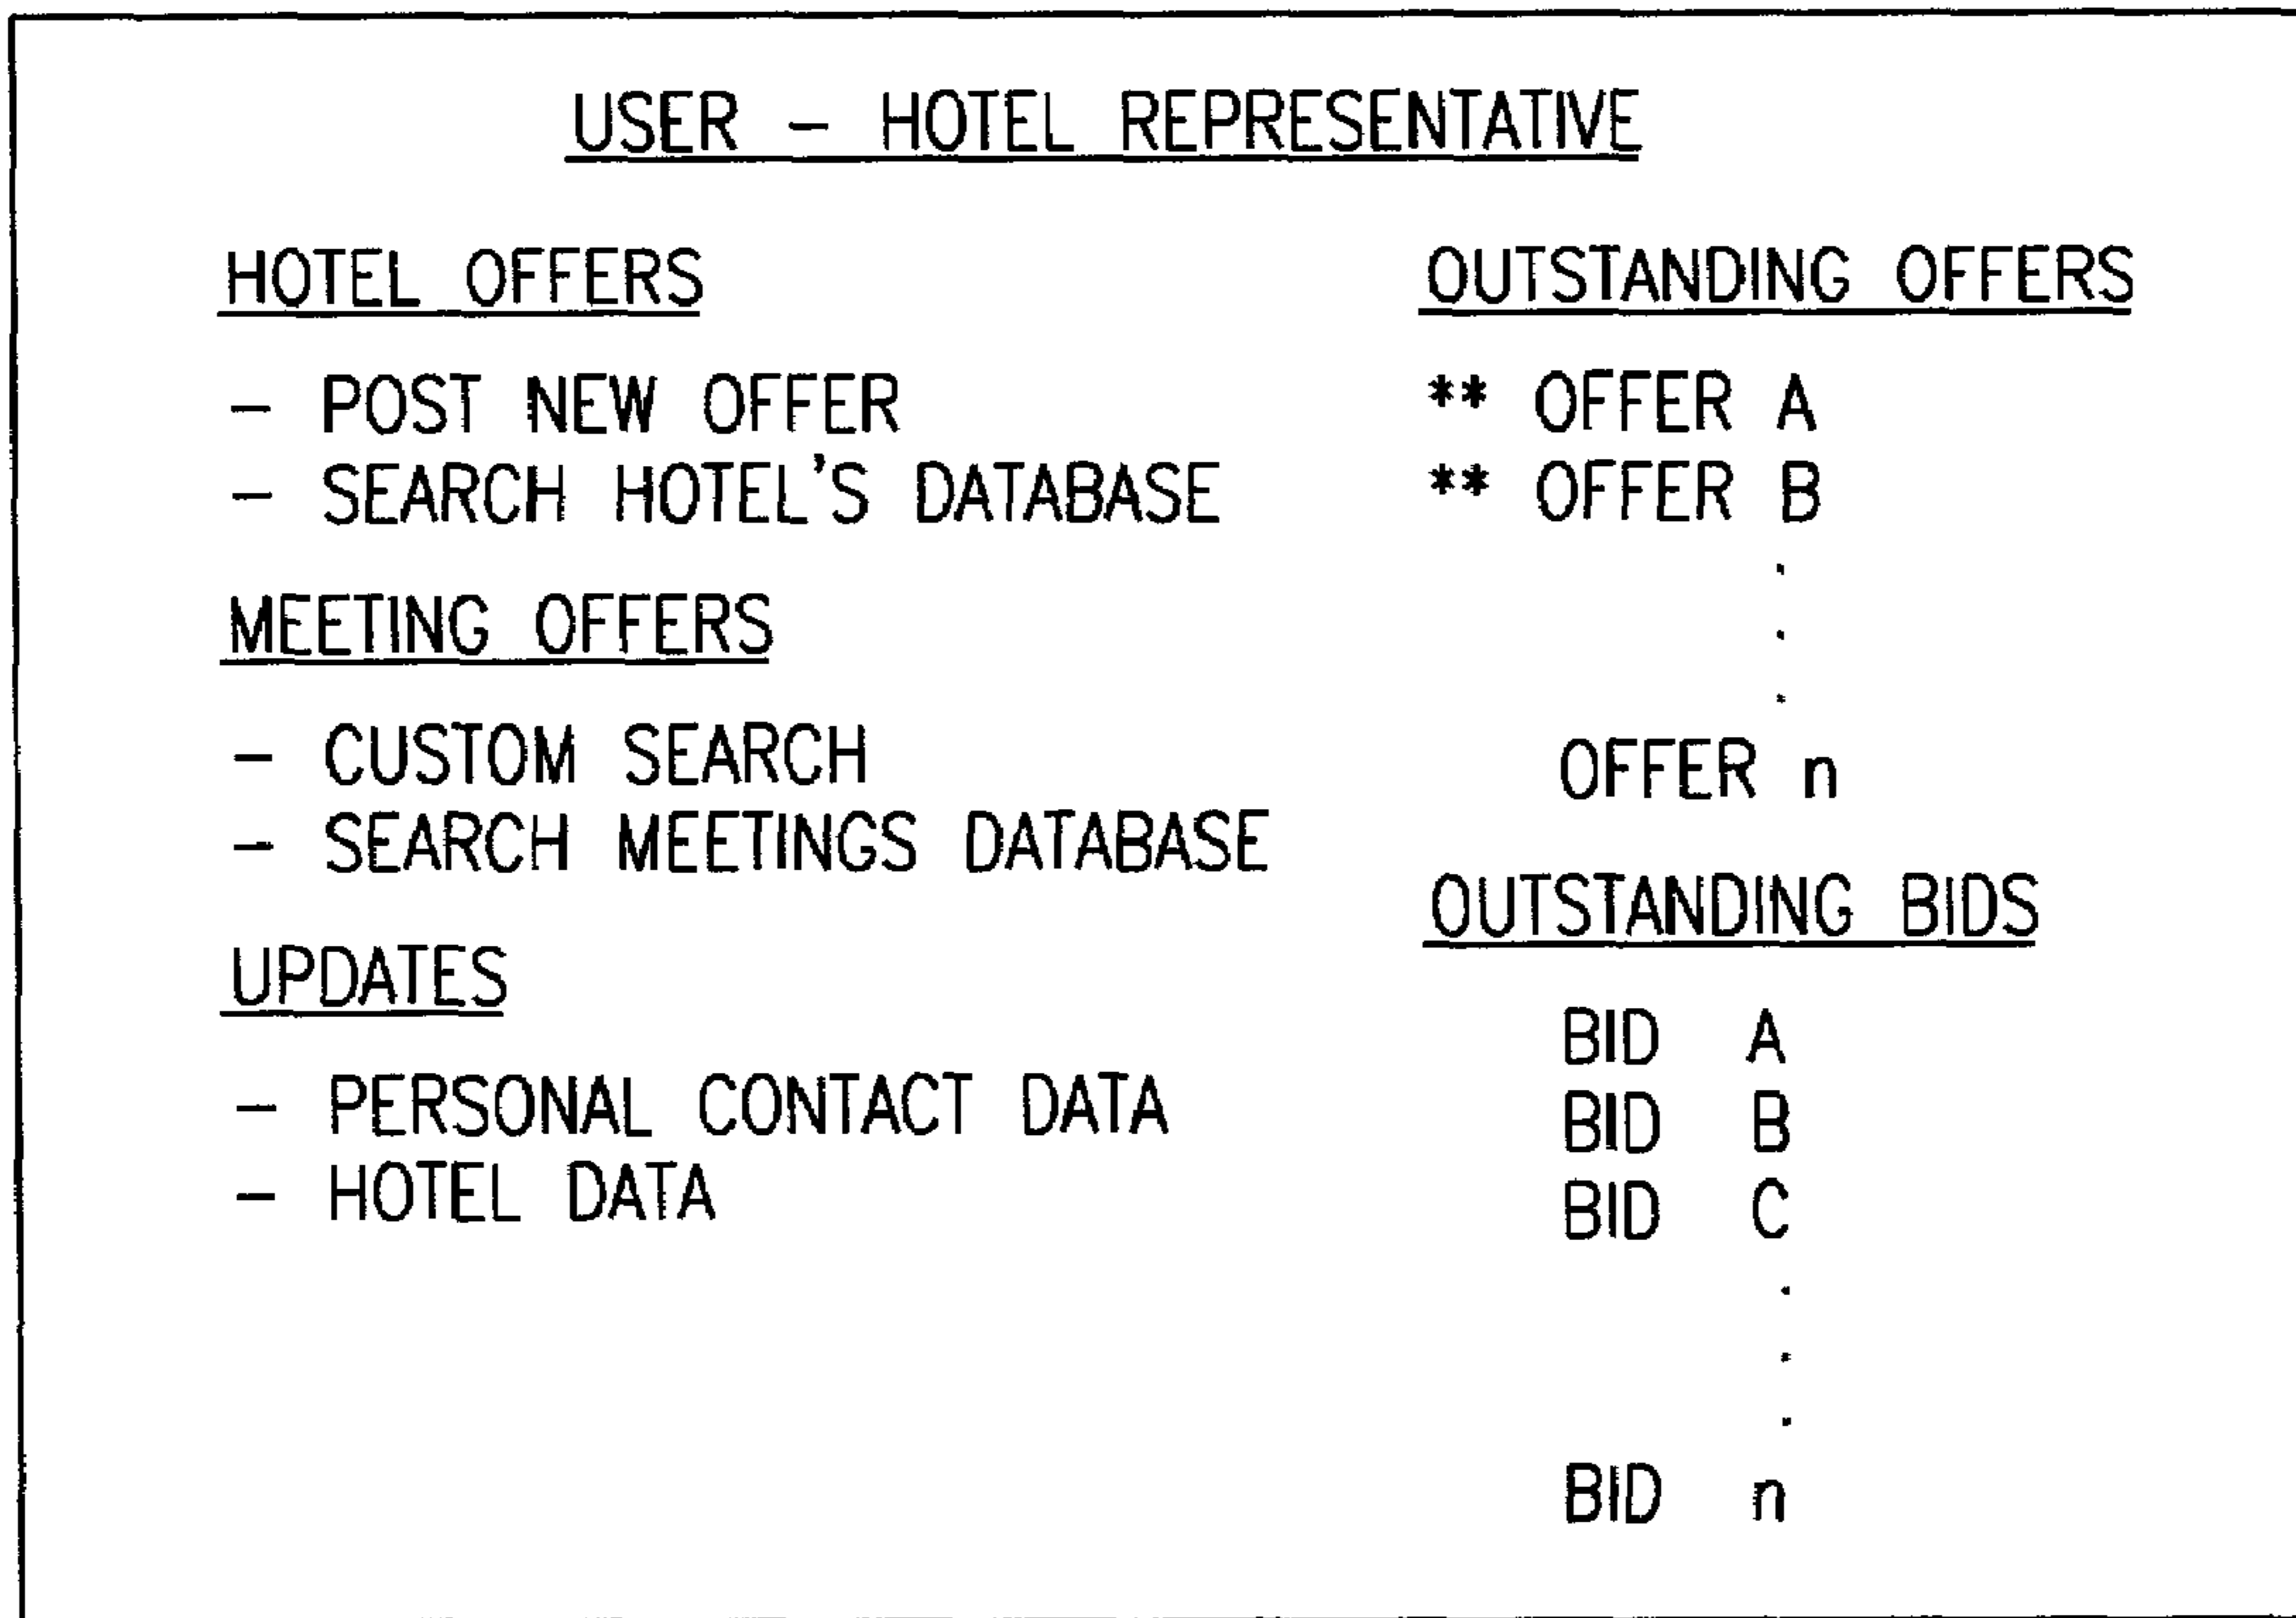 USER – HOTEL REPRESENTATIVE
HOTEL OFFERS
– POST NEW OFFER
– SEARCH HOTEL'S DATABASE
MEETING OFFERS
– CUSTOM SEARCH
– SEARCH MEETINGS DATABASE
UPDATES
– PERSONAL CONTACT DATA
– HOTEL DATA
OUTSTANDING OFFERS
** OFFER A
** OFFER B
.
.
.
OFFER n
OUTSTANDING BIDS
BID A
BID B
BID C
.
.
.
BID n